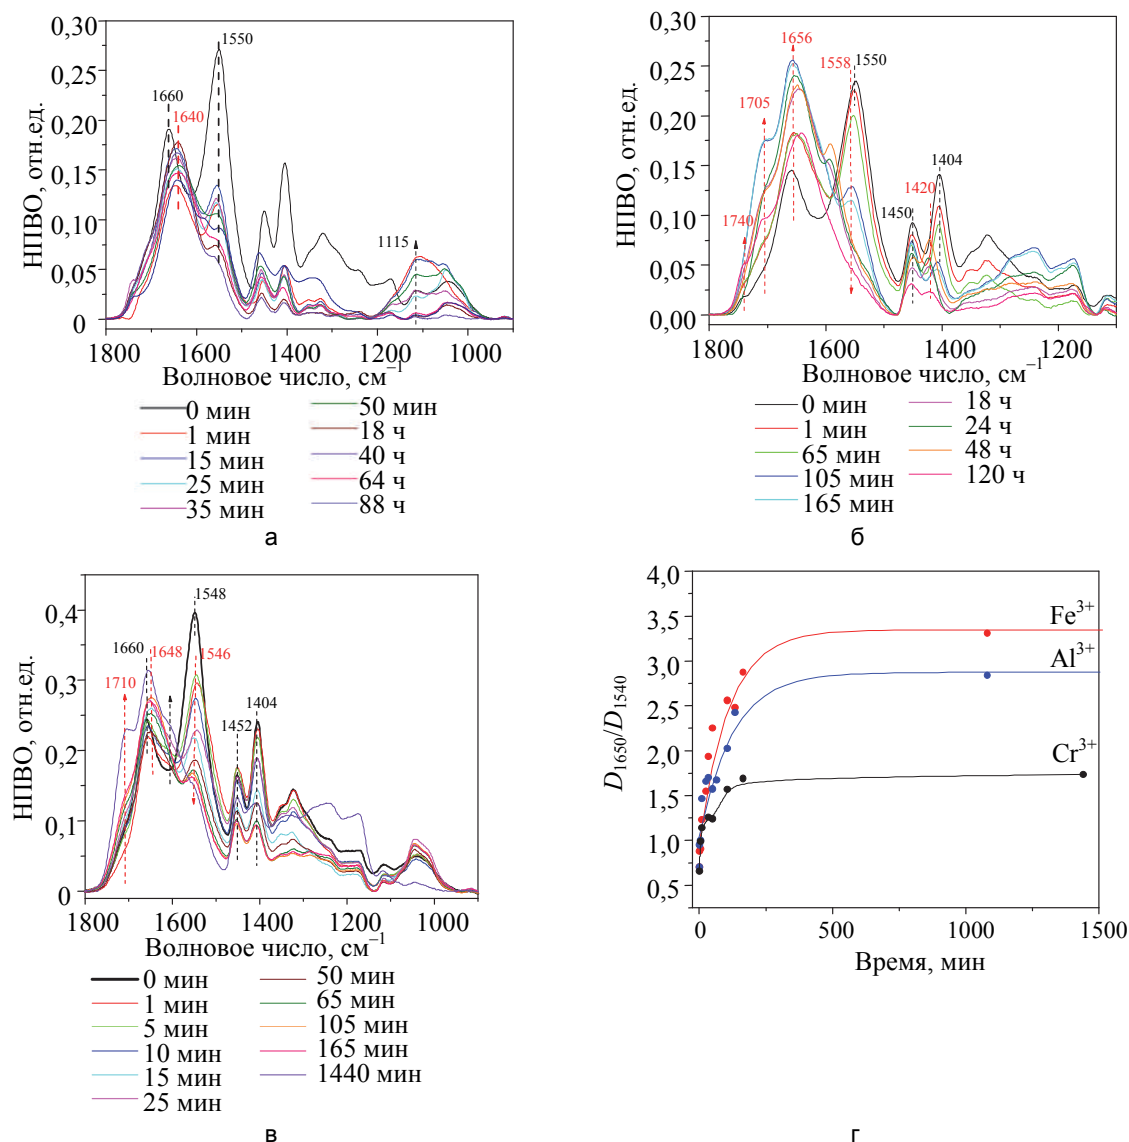 0,30
0,25
0,20
0,15
0,10
0,05
0
НПВО, отн.ед.
1550
1660
1640
1115
1800 1600 1400 1200 1000
Волновое число, см⁻¹
0 мин
1 мин
15 мин
25 мин
35 мин
50 мин
18 ч
40 ч
64 ч
88 ч
а
0,30
0,25
0,20
0,15
0,10
0,05
0,00
НПВО, отн.ед.
1656
1558
1550
1705
1404
1420
1450
1740
1800 1600 1400 1200
Волновое число, см⁻¹
0 мин
1 мин
65 мин
105 мин
165 мин
18 ч
24 ч
48 ч
120 ч
б
0,4
0,3
0,2
0,1
0
НПВО, отн.ед.
1548
1660
1648
1546
1710
1452
1404
1800 1600 1400 1200 1000
Волновое число, см⁻¹
0 мин
1 мин
5 мин
10 мин
15 мин
25 мин
50 мин
65 мин
105 мин
165 мин
1440 мин
в
4,0
3,5
3,0
2,5
2,0
1,5
1,0
0,5
D₁₆₅₀/D₁₅₄₀
Fe³⁺
Al³⁺
Cr³⁺
0 500 1000 1500
Время, мин
г